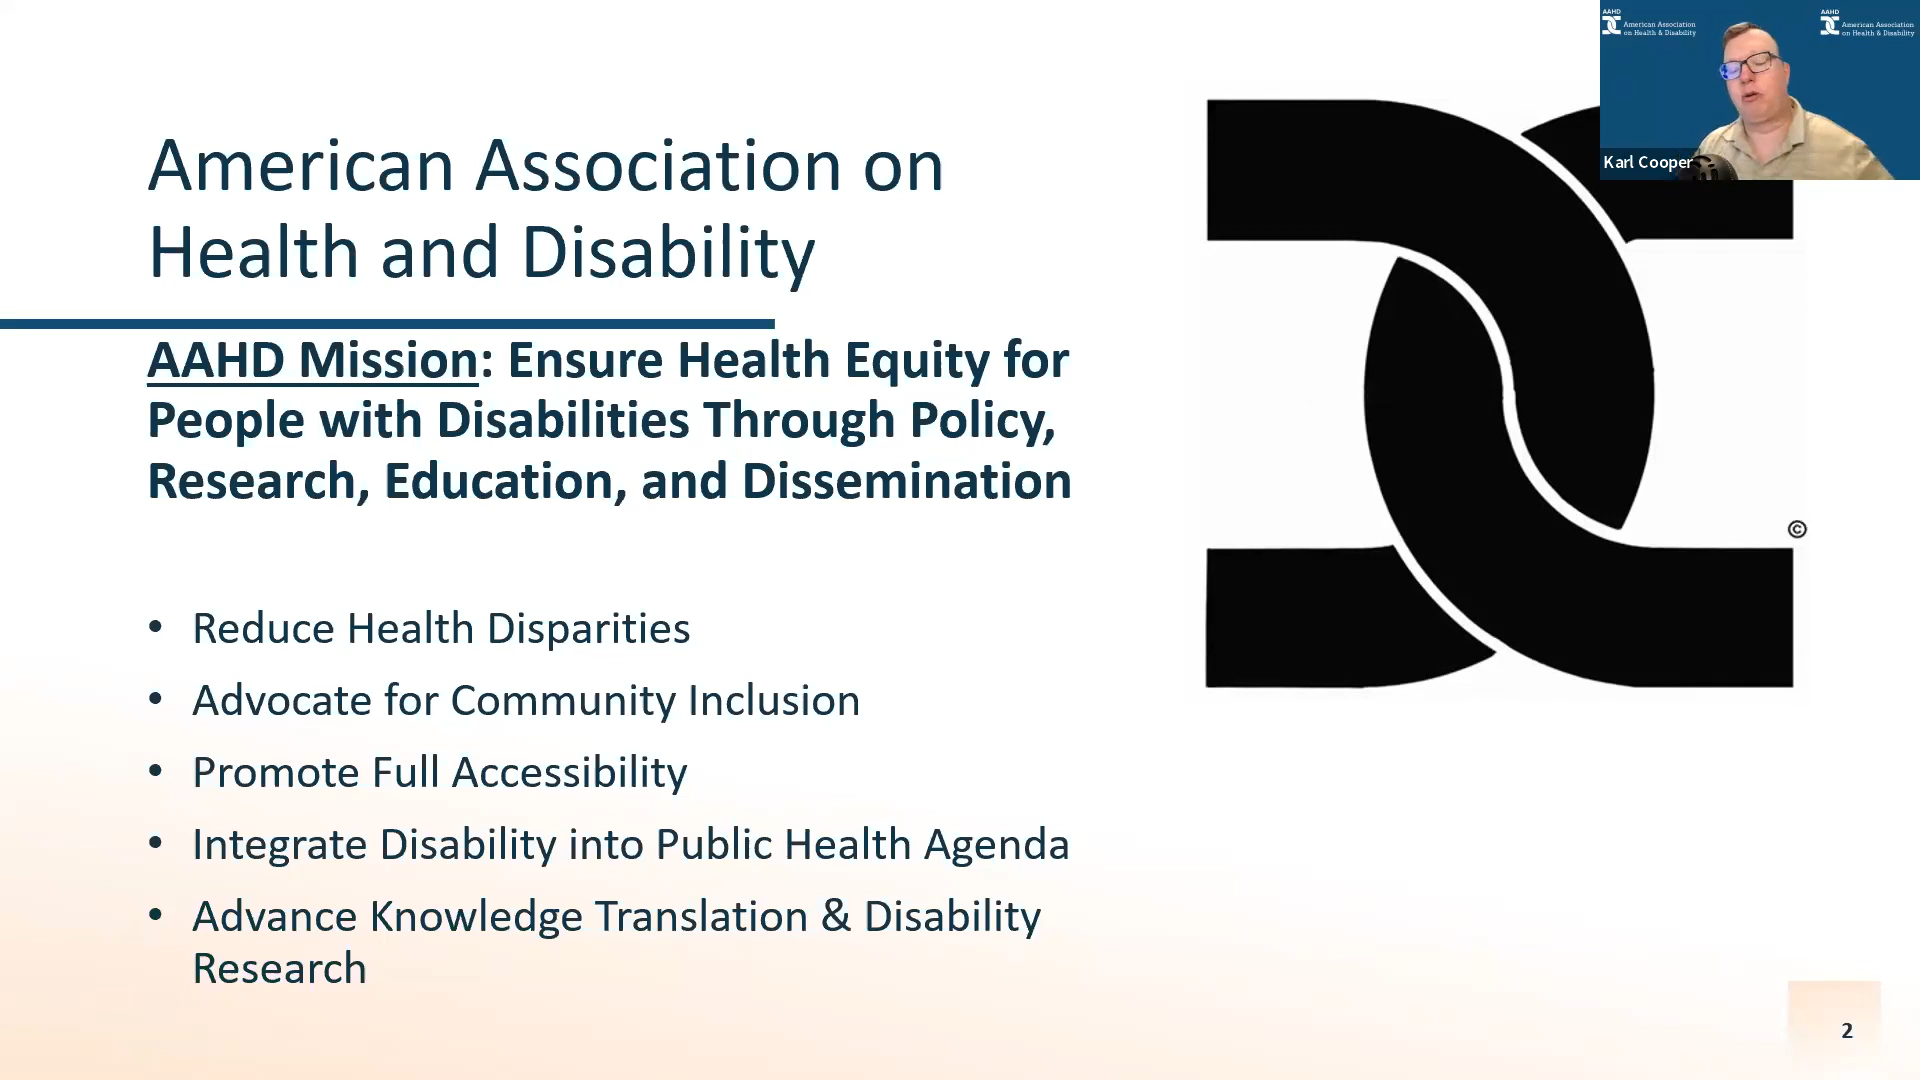 American Association on
Health and Disability
AAHD Mission: Ensure Health Equity for
People with Disabilities Through Policy,
Research, Education, and Dissemination
• Reduce Health Disparities
• Advocate for Community Inclusion
• Promote Full Accessibility
• Integrate Disability into Public Health Agenda
• Advance Knowledge Translation & Disability
Research
©
2
AAHD
American Association
on Health & Disability
AAHD
American Association
on Health & Disability
Karl Cooper